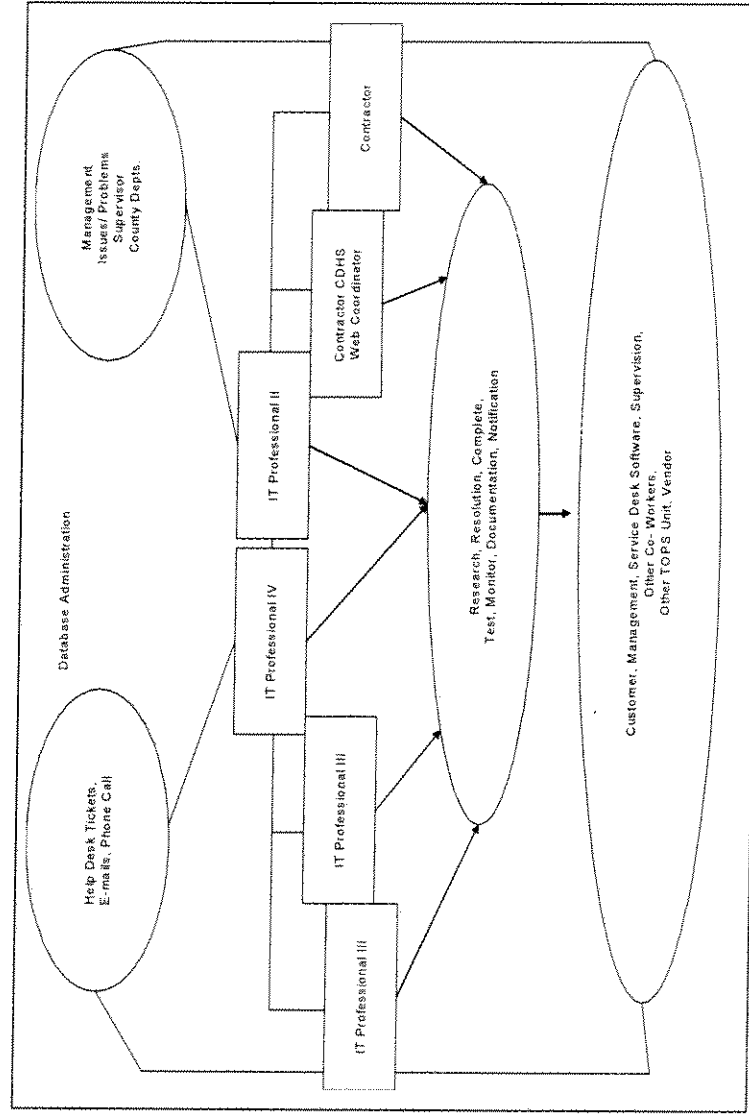 Database Administration
Help Desk Tickets,
E-mails, Phone Call
Management
Issues/ Problems
Supervisor
County Depts.
IT Professional III
IT Professional III
IT Professional IV
IT Professional II
Contractor CDHS
Web Coordinator
Contractor
Research, Resolution, Complete,
Test, Monitor, Documentation, Notification
Customer, Management, Service Desk Software, Supervision,
Other Co- Workers,
Other TOPS Unit, Vendor